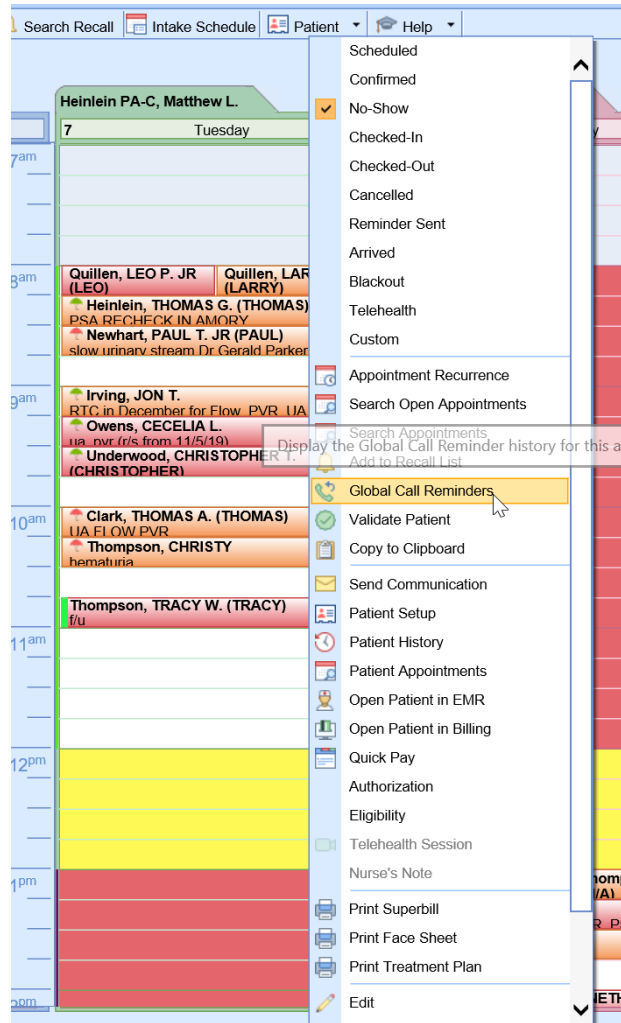 Search Recall Intake Schedule Patient Help
Heinlein PA-C, Matthew L.
7 Tuesday
7am
8am
Quillen, LEO P. JR
(LEO)
Quillen, LAR
(LARRY)
Heinlein, THOMAS G. (THOMAS)
PSA RECHECK IN AMORY
Newhart, PAUL T. JR (PAUL)
slow urinary stream Dr Gerald Parker
9am
Irving, JON T.
RTC in December for Flow PVR UA
Owens, CECELIA L.
ua, pvr (r/s from 11/5/19)
Underwood, CHRISTOPHER T.
(CHRISTOPHER)
10am
Clark, THOMAS A. (THOMAS)
UA FLOW PVR
Thompson, CHRISTY
hematuria
Thompson, TRACY W. (TRACY)
f/u
11am
12pm
1pm
2pm
Scheduled
Confirmed
No-Show
Checked-In
Checked-Out
Cancelled
Reminder Sent
Arrived
Blackout
Telehealth
Custom
Appointment Recurrence
Search Open Appointments
Search Appointments
Display the Global Call Reminder history for this a
Add to Recall List
Global Call Reminders
Validate Patient
Copy to Clipboard
Send Communication
Patient Setup
Patient History
Patient Appointments
Open Patient in EMR
Open Patient in Billing
Quick Pay
Authorization
Eligibility
Telehealth Session
Nurse's Note
Print Superbill
Print Face Sheet
Print Treatment Plan
Edit